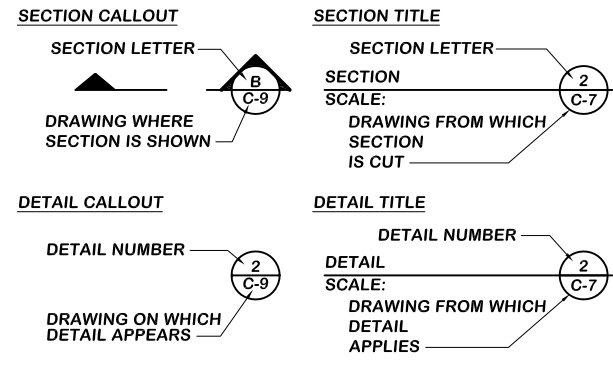 SECTION CALLOUT
SECTION LETTER
B
C-9
DRAWING WHERE
SECTION IS SHOWN
SECTION TITLE
SECTION LETTER
SECTION
2
SCALE:
C-7
DRAWING FROM WHICH
SECTION
IS CUT
DETAIL CALLOUT
DETAIL NUMBER
2
C-9
DRAWING ON WHICH
DETAIL APPEARS
DETAIL TITLE
DETAIL NUMBER
DETAIL
2
SCALE:
C-7
DRAWING FROM WHICH
DETAIL
APPLIES